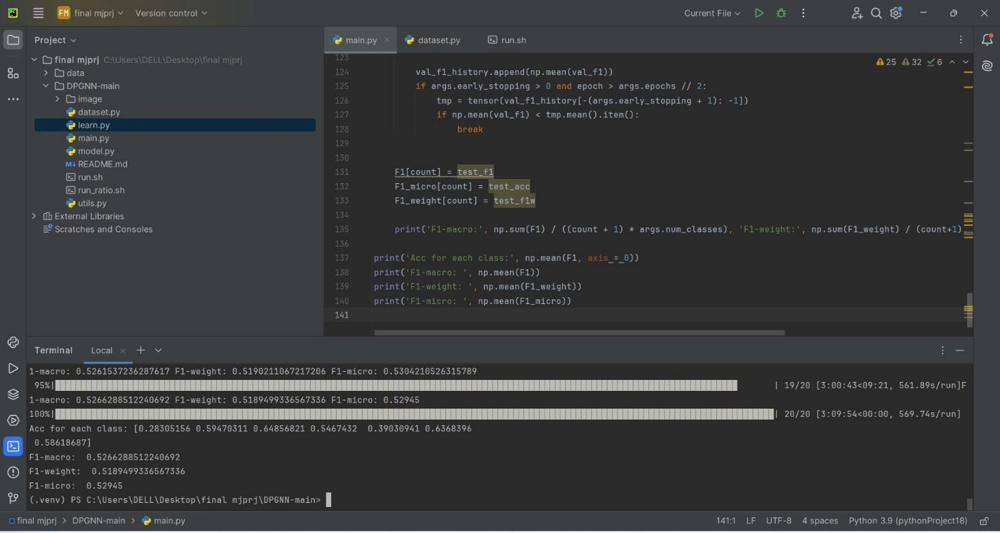 PC FM final mjprj Version control Current File
Project
main.py dataset.py run.sh
final mjprj C:\Users\DELL\Desktop\final mjprj
data
DPGNN-main
image
dataset.py
learn.py
main.py
model.py
M↓ README.md
run.sh
run_ratio.sh
utils.py
External Libraries
Scratches and Consoles
25 32 6
123
124 val_f1_history.append(np.mean(val_f1))
125 if args.early_stopping > 0 and epoch > args.epochs // 2:
126 tmp = tensor(val_f1_history[-(args.early_stopping + 1): -1])
127 if np.mean(val_f1) < tmp.mean().item():
128 break
129
130
131 F1[count] = test_f1
132 F1_micro[count] = test_acc
133 F1_weight[count] = test_f1w
134
135 print('F1-macro:', np.sum(F1) / ((count + 1) * args.num_classes), 'F1-weight:', np.sum(F1_weight) / (count+1)
136
137 print('Acc for each class:', np.mean(F1, axis = 0))
138 print('F1-macro: ', np.mean(F1))
139 print('F1-weight: ', np.mean(F1_weight))
140 print('F1-micro: ', np.mean(F1_micro))
141
Terminal Local
1-macro: 0.5261537236287617 F1-weight: 0.5190211067217206 F1-micro: 0.5304210526315789
95%| | 19/20 [3:00:43<09:21, 561.89s/run]F
1-macro: 0.5266288512240692 F1-weight: 0.5189499336567336 F1-micro: 0.52945
100%| | 20/20 [3:09:54<00:00, 569.74s/run]
Acc for each class: [0.28305156 0.59470311 0.64856821 0.5467432  0.39030941 0.6368396
0.58618687]
F1-macro:  0.5266288512240692
F1-weight:  0.5189499336567336
F1-micro:  0.52945
(.venv) PS C:\Users\DELL\Desktop\final mjprj\DPGNN-main>
final mjprj > DPGNN-main > main.py 141:1 LF UTF-8 4 spaces Python 3.9 (pythonProject18)